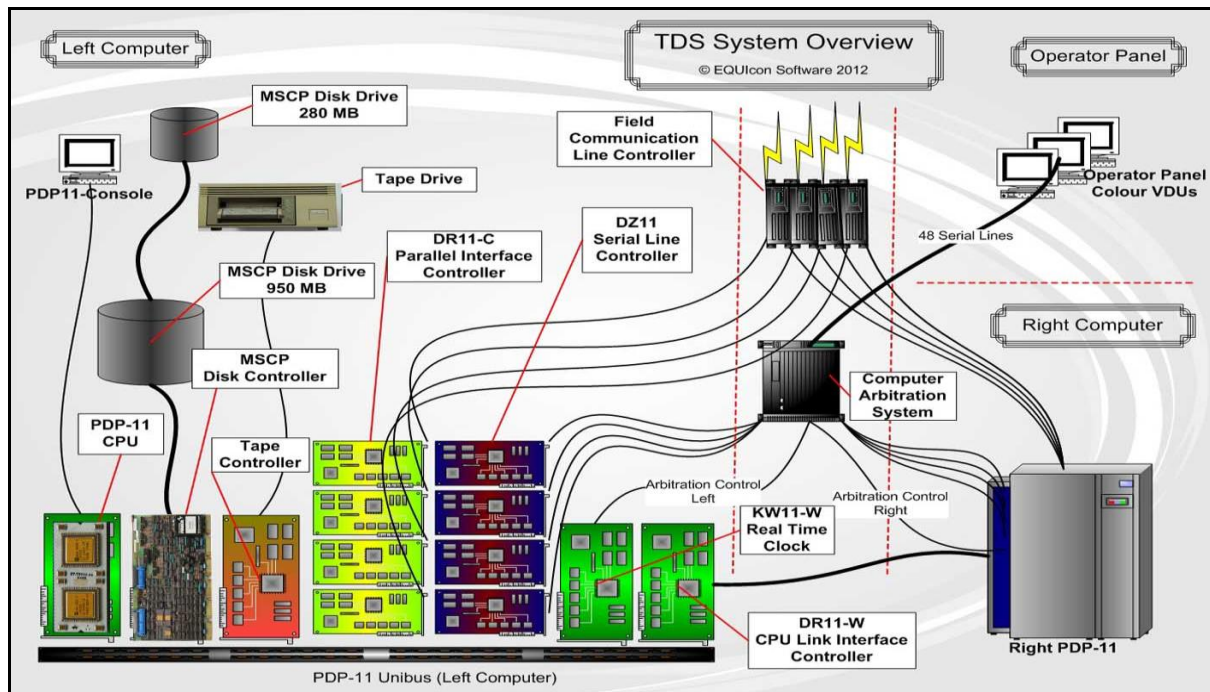 Left Computer
TDS System Overview
© EQUIcon Software 2012
Operator Panel
MSCP Disk Drive
280 MB
Field
Communication
Line Controller
PDP11-Console
Tape Drive
Operator Panel
Colour VDUs
DR11-C
Parallel Interface
Controller
DZ11
Serial Line
Controller
48 Serial Lines
MSCP Disk Drive
950 MB
Right Computer
MSCP
Disk Controller
Computer
Arbitration
System
PDP-11
CPU
Tape
Controller
Arbitration Control
Left
Arbitration Control
Right
KW11-W
Real Time
Clock
DR11-W
CPU Link Interface
Controller
Right PDP-11
PDP-11 Unibus (Left Computer)